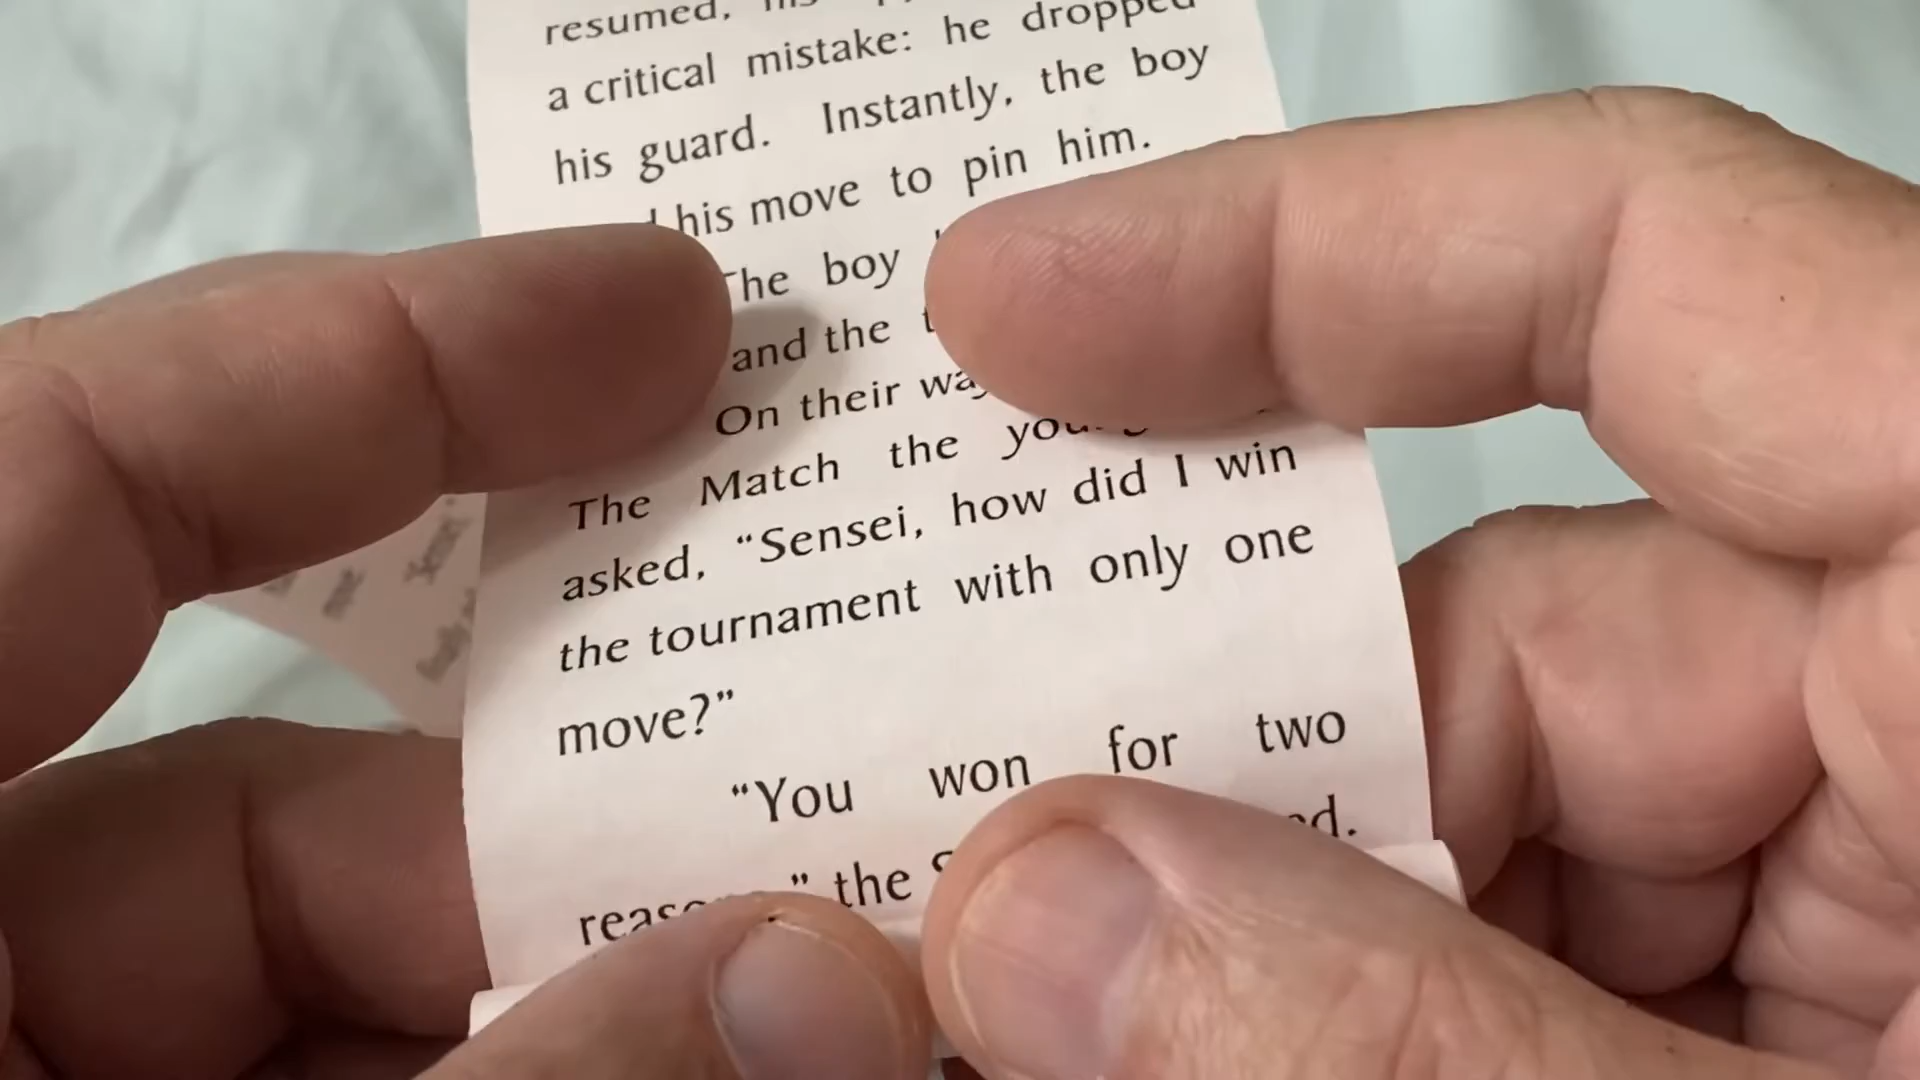 resumed,
a critical mistake: he dropped
his guard. Instantly, the boy
his move to pin him.
The boy
and the
On their way
The Match the
asked, “Sensei, how did I win
the tournament with only one
move?”
“You won for two
the